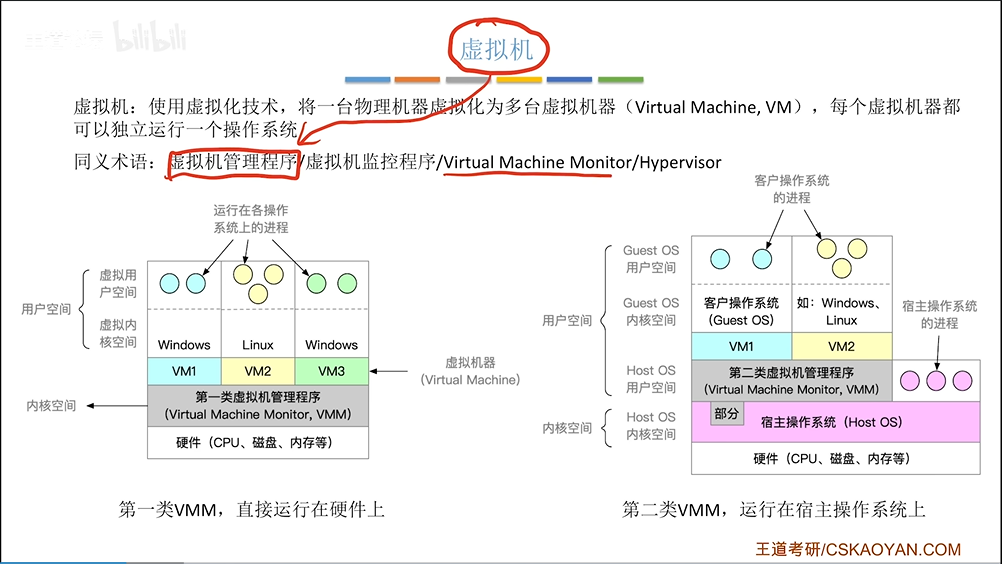 bilibili
虚拟机
虚拟机：使用虚拟化技术，将一台物理机器虚拟化为多台虚拟机器（Virtual Machine, VM），每个虚拟机器都
可以独立运行一个操作系统
同义术语：虚拟机管理程序/虚拟机监控程序/Virtual Machine Monitor/Hypervisor
运行在各操作
系统上的进程
用户空间
虚拟用
户空间
虚拟内
核空间
Windows
Linux
Windows
VM1
VM2
VM3
虚拟机器
(Virtual Machine)
内核空间
第一类虚拟机管理程序
(Virtual Machine Monitor, VMM)
硬件（CPU、磁盘、内存等）
第一类VMM，直接运行在硬件上
客户操作系统
的进程
Guest OS
用户空间
用户空间
Guest OS
内核空间
客户操作系统
(Guest OS)
如：Windows、
Linux
宿主操作系统
的进程
VM1
VM2
Host OS
用户空间
第二类虚拟机管理程序
(Virtual Machine Monitor, VMM)
内核空间
Host OS
内核空间
部分
宿主操作系统（Host OS）
硬件（CPU、磁盘、内存等）
第二类VMM，运行在宿主操作系统上
王道考研/CSKAOYAN.COM